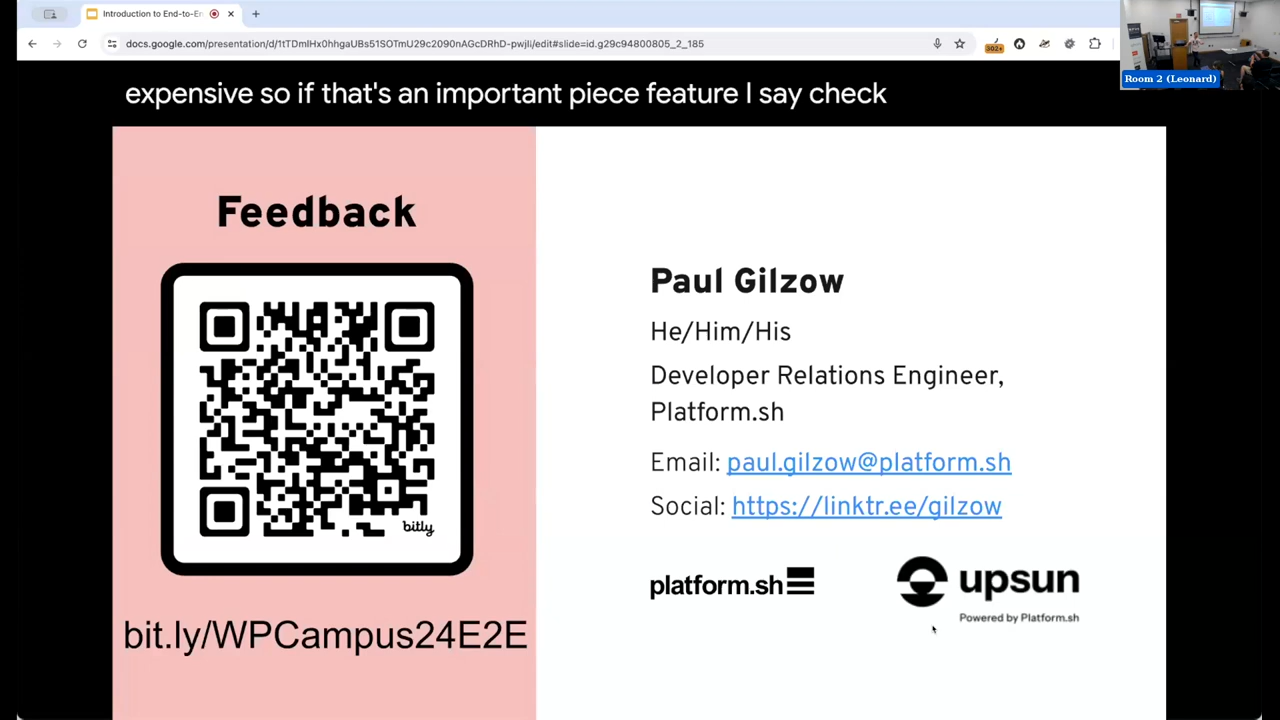 Introduction to End-to-En
docs.google.com/presentation/d/1tTDmIHx0hhgaUBs51SOTmU29c2090nAGcDRhD-pwjlI/edit#slide=id.g29c94800805_2_185
302+
Room 2 (Leonard)
expensive so if that's an important piece feature I say check
Feedback
bitly
bit.ly/WPCampus24E2E
Paul Gilzow
He/Him/His
Developer Relations Engineer,
Platform.sh
Email: paul.gilzow@platform.sh
Social: https://linktr.ee/gilzow
platform.sh
upsun
Powered by Platform.sh